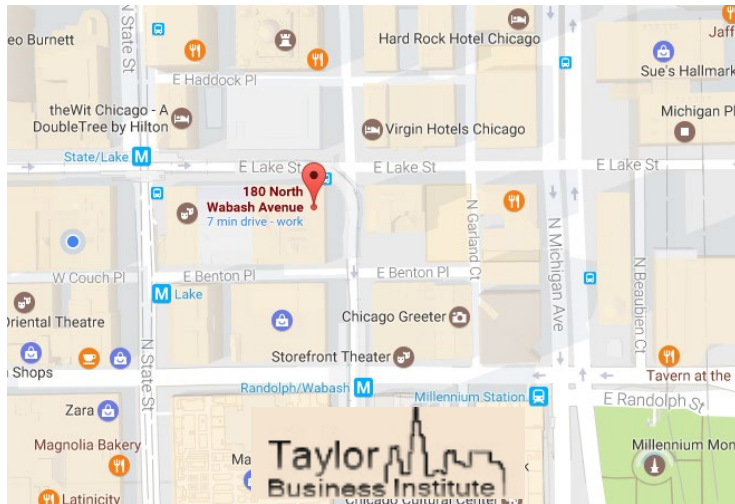 N State St
eo Burnett
Hard Rock Hotel Chicago
Jaff
E Haddock Pl
Sue's Hallmark
theWit Chicago - A
DoubleTree by Hilton
Virgin Hotels Chicago
Michigan Pl
State/Lake
M
E Lake St
E Lake St
E Lake St
180 North
Wabash Avenue
7 min drive - work
N Garland Ct
N Michigan Ave
N Beaubien Ct
W Couch Pl
E Benton Pl
E Benton Pl
M
Lake
Oriental Theatre
Chicago Greeter
N State St
Shops
Storefront Theater
Randolph/Wabash
M
Millennium Station
Tavern at the
E Randolph St
Zara
Magnolia Bakery
Ma
Taylor
Business Institute
Millennium Mon
Latinicity
Chicago Cultural Center